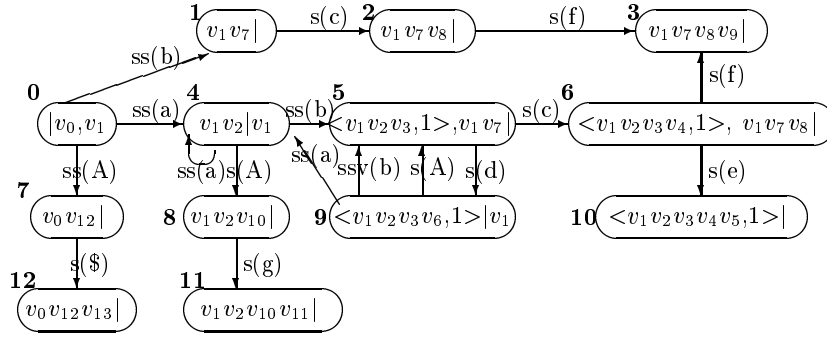 1 s(c) 2 s(f) 3
v₁v₇| v₁v₇v₈| v₁v₇v₈v₉|
ss(b) s(f)
0 ss(a) 4 ss(b) 5 s(c) 6
|v₀,v₁ v₁v₂|v₁ <v₁v₂v₃,1>,v₁v₇| <v₁v₂v₃v₄,1>, v₁v₇v₈|
ss(A) ss(a) s(A) ss(a) ssv(b) s(A) s(d) s(e)
7 8 9 10
v₀v₁₂| v₁v₂v₁₀| <v₁v₂v₃v₆,1>|v₁ <v₁v₂v₃v₄v₅,1>|
s($) s(g)
12 11
v₀v₁₂v₁₃| v₁v₂v₁₀v₁₁|